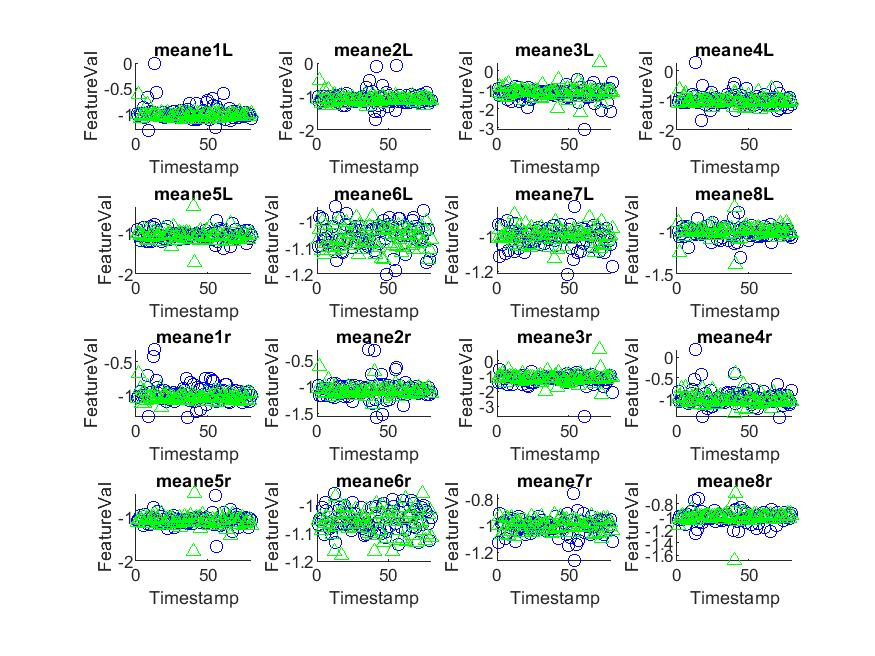 meane1L meane2L meane3L meane4L
FeatureVal 0 -0.5 -1 FeatureVal 0 -1 -2 FeatureVal 0 -1 -2 -3 FeatureVal 0 -1 -2
0 50 0 50 0 50 0 50
Timestamp Timestamp Timestamp Timestamp
meane5L meane6L meane7L meane8L
FeatureVal -1 -2 FeatureVal -1 -1.1 -1.2 FeatureVal -1 -1.2 FeatureVal -1 -1.5
0 50 0 50 0 50 0 50
Timestamp Timestamp Timestamp Timestamp
meane1r meane2r meane3r meane4r
FeatureVal -0.5 -1 FeatureVal -0.5 -1 -1.5 FeatureVal 0 -1 -2 -3 FeatureVal 0 -0.5 -1
0 50 0 50 0 50 0 50
Timestamp Timestamp Timestamp Timestamp
meane5r meane6r meane7r meane8r
FeatureVal -1 -2 FeatureVal -1 -1.1 -1.2 FeatureVal -0.8 -1 -1.2 FeatureVal -0.8 -1 -1.2 -1.4 -1.6
0 50 0 50 0 50 0 50
Timestamp Timestamp Timestamp Timestamp